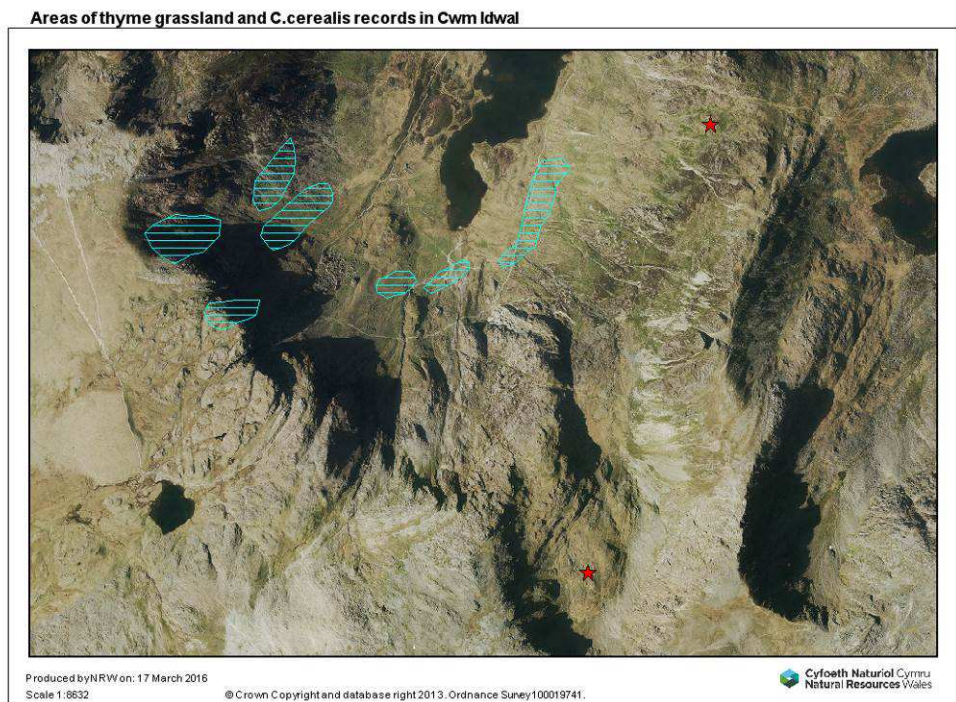 Areas of thyme grassland and C.cerealis records in Cwm Idwal
Produced by NRW on: 17 March 2016
Scale 1:8632
© Crown Copyright and database right 2013. Ordnance Survey 100019741.
Cyfoeth Naturiol Cymru
Natural Resources Wales